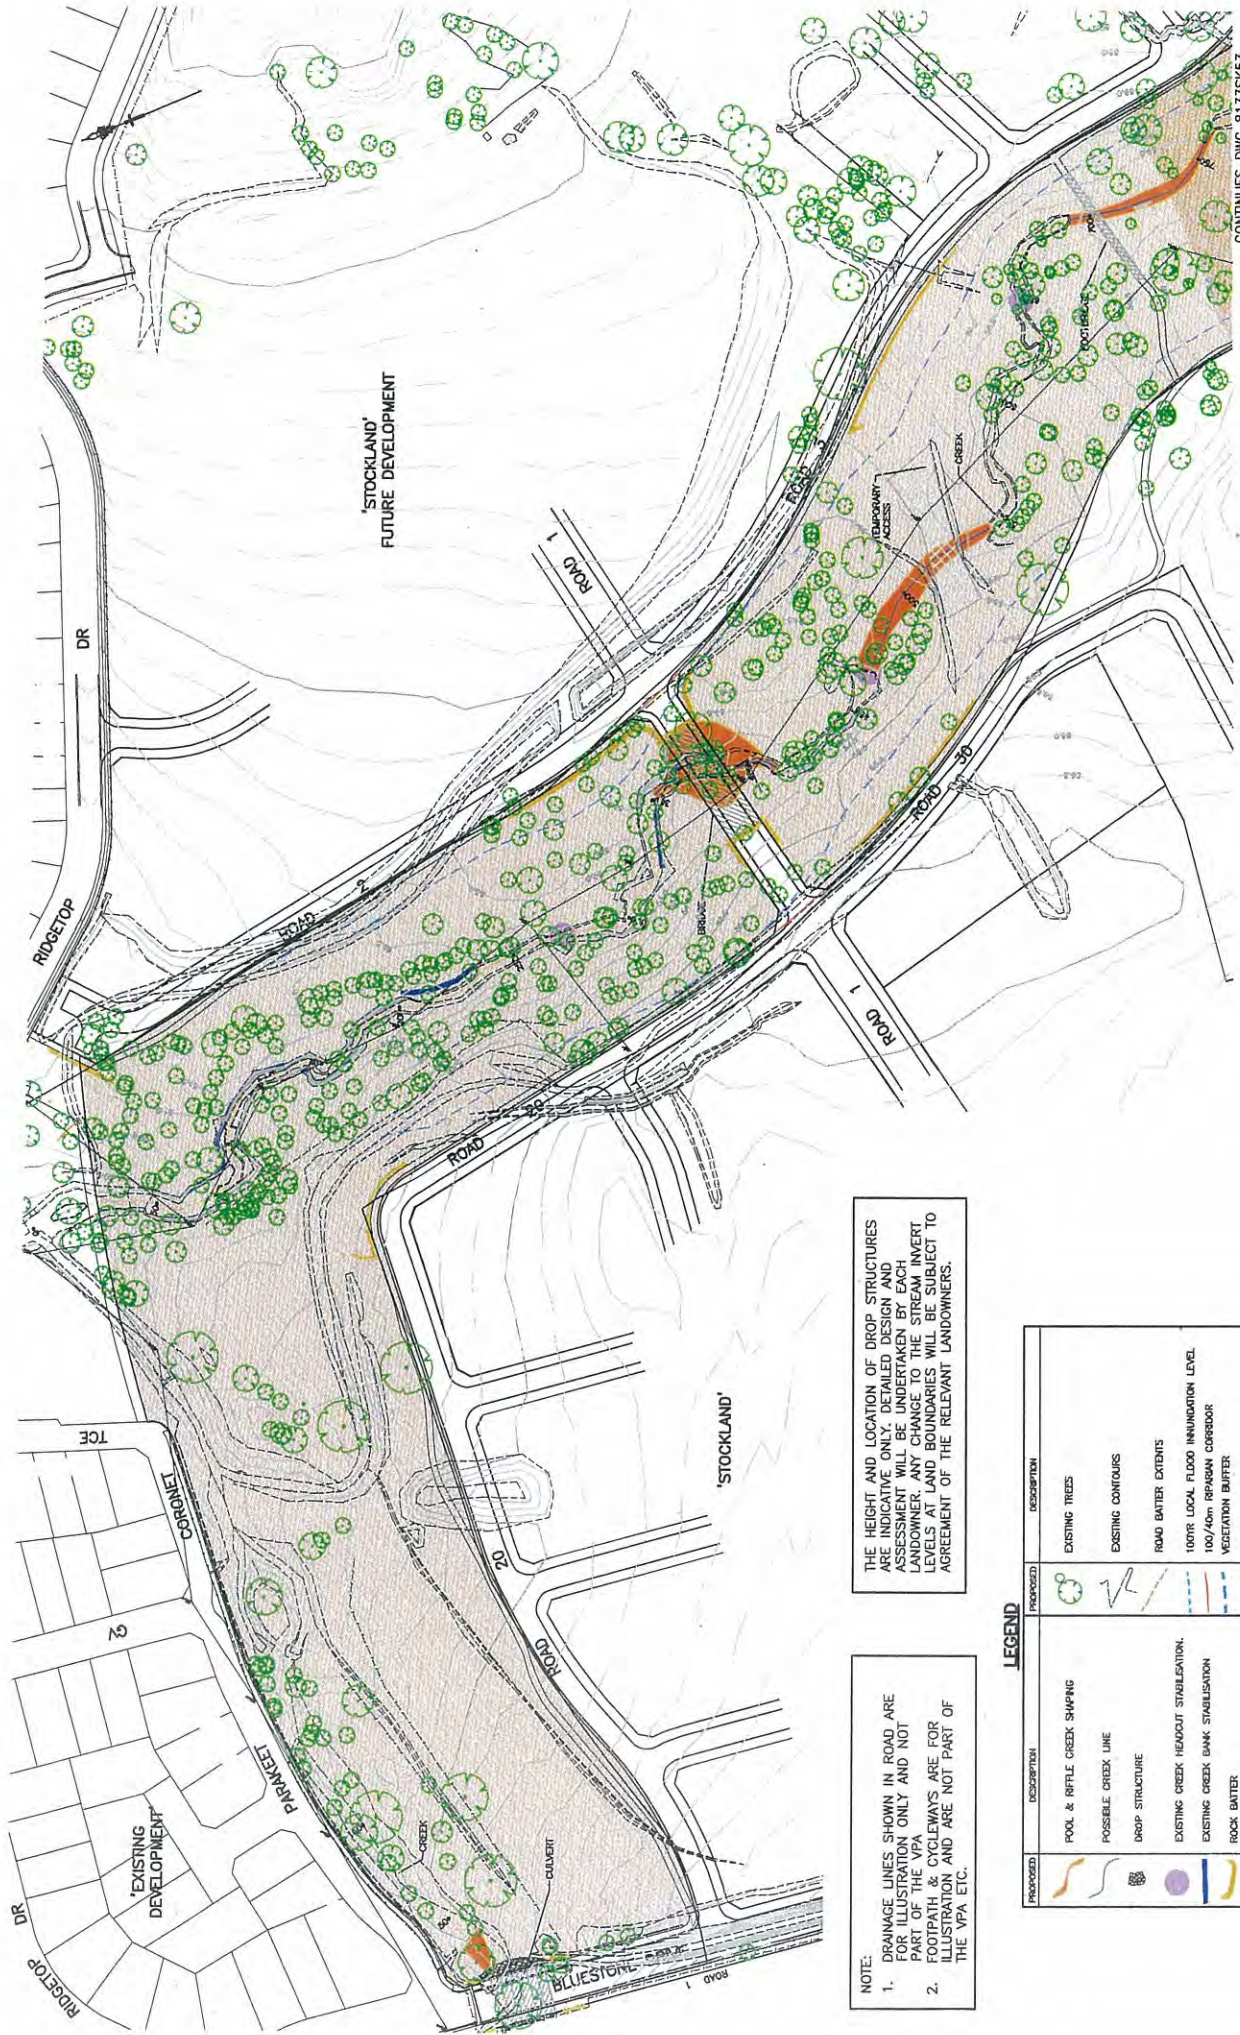 RIDGETOP
DR
'EXISTING
DEVELOPMENT'
PARAKEET
GV
CORONET
TCE
RIDGETOP
DR
'STOCKLAND'
FUTURE DEVELOPMENT
ROAD 1
ROAD 2
ROAD 3
TEMPORARY
ACCESS
CREEK
BRIDGE
ROAD 30
ROAD 1
ROAD
ROAD 20
'STOCKLAND'
CREEK
CULVERT
ROAD 1
CONTINUES DWG 8137SK57
THE HEIGHT AND LOCATION OF DROP STRUCTURES
ARE INDICATIVE ONLY. DETAILED DESIGN AND
ASSESSMENT WILL BE UNDERTAKEN BY EACH
LANDOWNER. ANY CHANGE TO THE STREAM INVERT
LEVELS AT LAND BOUNDARIES WILL BE SUBJECT TO
AGREEMENT OF THE RELEVANT LANDOWNERS.
NOTE:
1. DRAINAGE LINES SHOWN IN ROAD ARE
FOR ILLUSTRATION ONLY AND NOT
PART OF THE VPA
2. FOOTPATH & CYCLEWAYS ARE FOR
ILLUSTRATION AND ARE NOT PART OF
THE VPA ETC.
LEGEND
PROPOSED DESCRIPTION PROPOSED DESCRIPTION
POOL & RIFFLE CREEK SHAPING
POSSIBLE CREEK LINE
DROP STRUCTURE
EXISTING CREEK HEADCUT STABILISATION.
EXISTING CREEK BANK STABILISATION
ROCK BATTER
EXISTING TREES
EXISTING CONTOURS
ROAD BATTER EXTENTS
100YR LOCAL FLOOD INNUNDATION LEVEL
100/40m RIPARIAN CORRIDOR
VEGETATION BUFFER